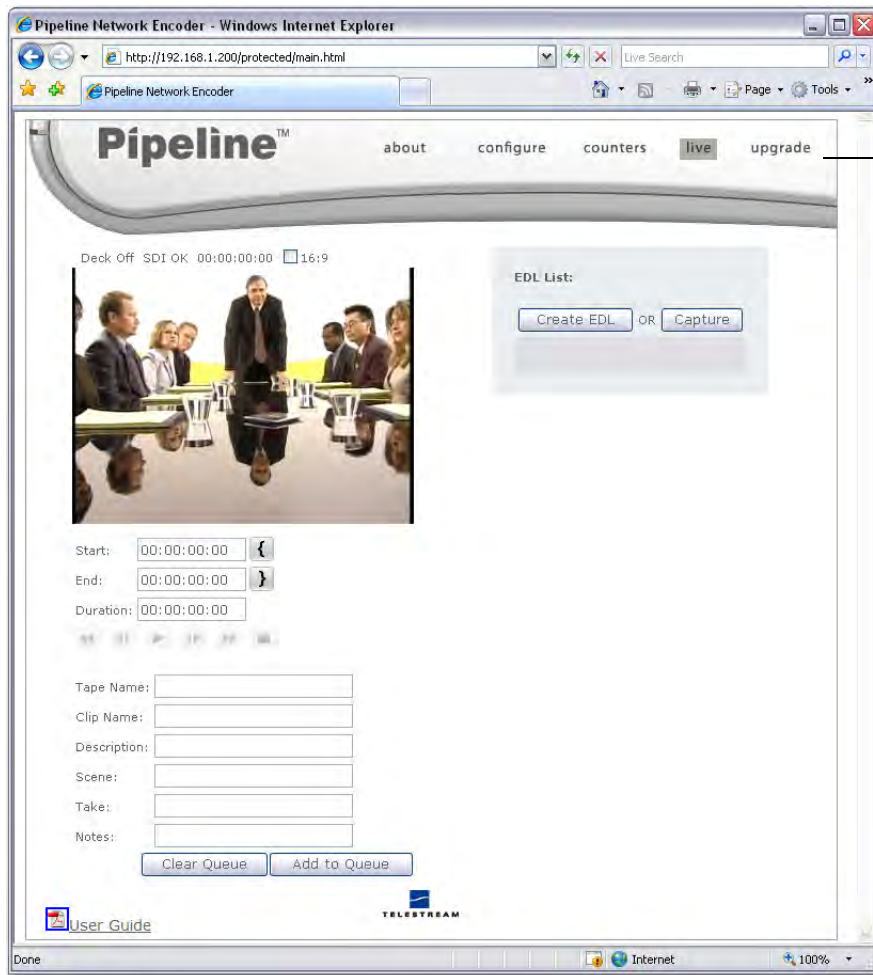 Pipeline Network Encoder - Windows Internet Explorer
http://192.168.1.200/protected/main.html
Live Search
Pipeline Network Encoder
Page
Tools
»
Pipeline™
about configure counters live upgrade
Deck Off SDI OK 00:00:00:00 16:9
EDL List:
Create EDL OR Capture
Start: 00:00:00:00 {
End: 00:00:00:00 }
Duration: 00:00:00:00
Tape Name:
Clip Name:
Description:
Scene:
Take:
Notes:
Clear Queue Add to Queue
TELESTREAM
User Guide
Done Internet 100%